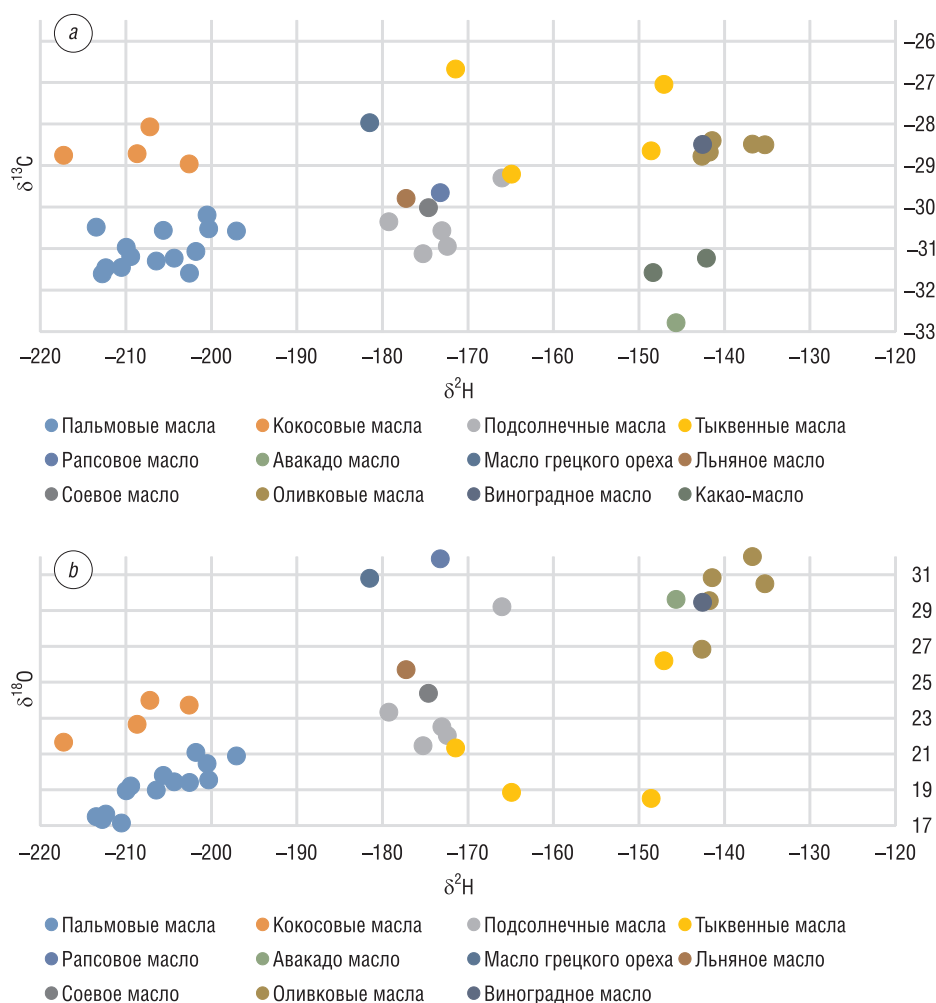 a
–26
–27
–28
–29
–30
–31
–32
–33
δ¹³C
–220 –210 –200 –190 –180 –170 –160 –150 –140 –130 –120
δ²H
Пальмовые масла Кокосовые масла Подсолнечные масла Тыквенные масла
Рапсовое масло Авакадо масло Масло грецкого ореха Льняное масло
Соевое масло Оливковые масла Виноградное масло Какао-масло
b
31
29
27
25
23
21
19
17
δ¹⁸O
–220 –210 –200 –190 –180 –170 –160 –150 –140 –130 –120
δ²H
Пальмовые масла Кокосовые масла Подсолнечные масла Тыквенные масла
Рапсовое масло Авакадо масло Масло грецкого ореха Льняное масло
Соевое масло Оливковые масла Виноградное масло